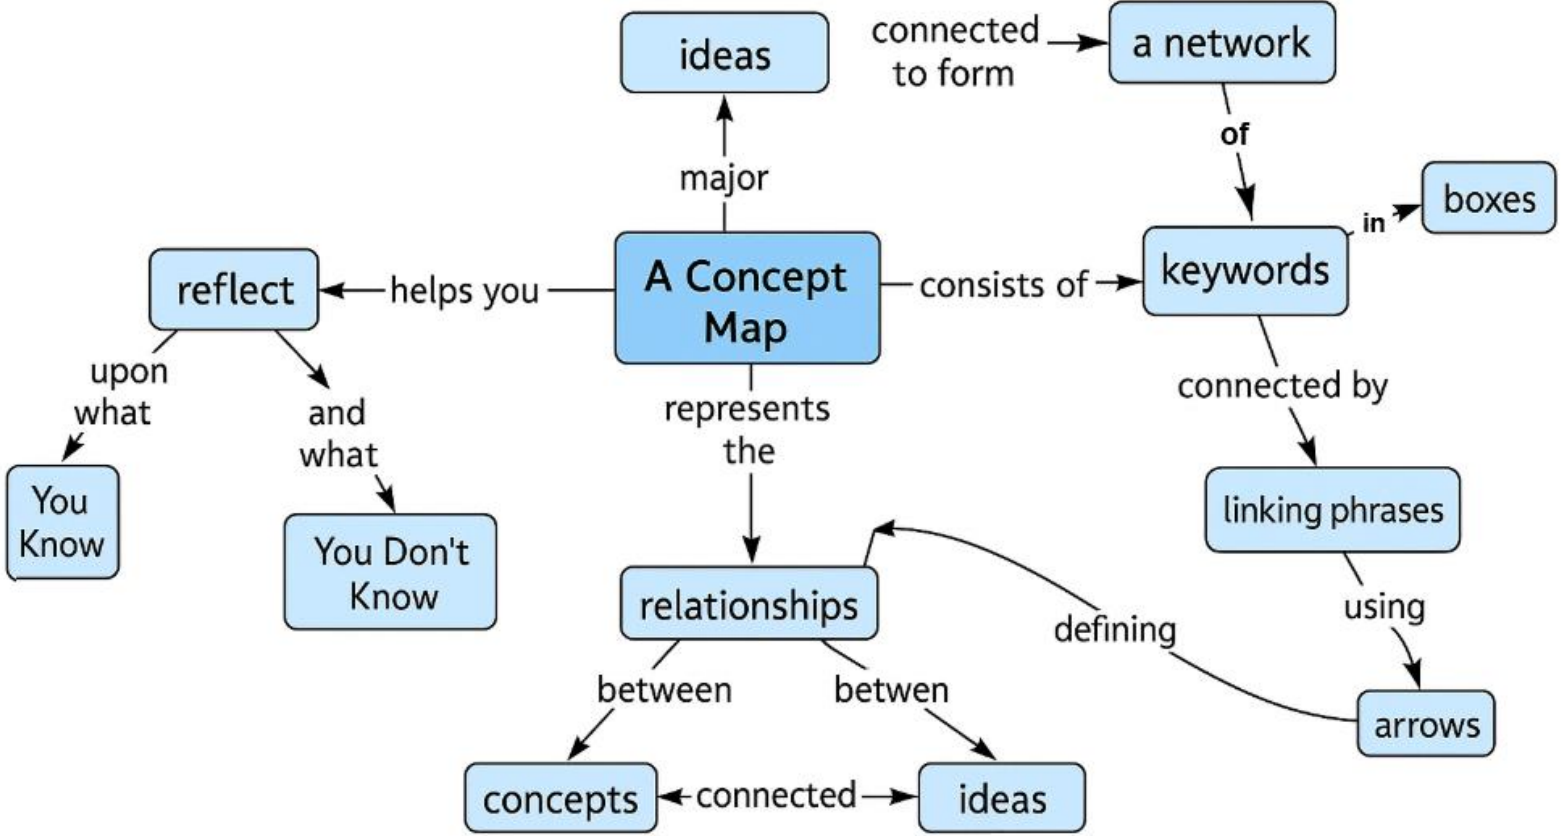 ideas
connected
to form
a network
of
major
boxes
in
reflect
helps you
A Concept
Map
consists of
keywords
upon
what
and
what
represents
the
connected by
You
Know
You Don't
Know
linking phrases
relationships
using
defining
between
betwen
arrows
concepts
connected
ideas